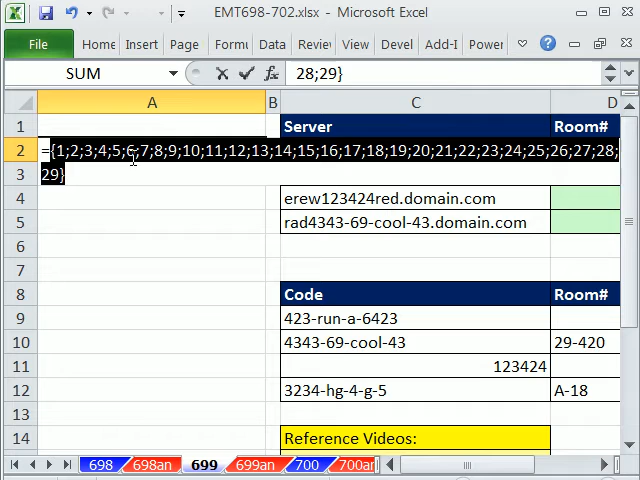 EMT698-702.xlsx - Microsoft Excel
File Home Insert Page Formu Data Review View Devel Add-I Power PDF
SUM fx 28;29}
A B C D
1 Server Room#
2 ={1;2;3;4;5;6;7;8;9;10;11;12;13;14;15;16;17;18;19;20;21;22;23;24;25;26;27;28;
3 29}
4 erew123424red.domain.com
5 rad4343-69-cool-43.domain.com
6
7
8 Code Room#
9 423-run-a-6423
10 4343-69-cool-43 29-420
11 123424
12 3234-hg-4-g-5 A-18
13
14 Reference Videos:
698 698an 699 699an 700 700an